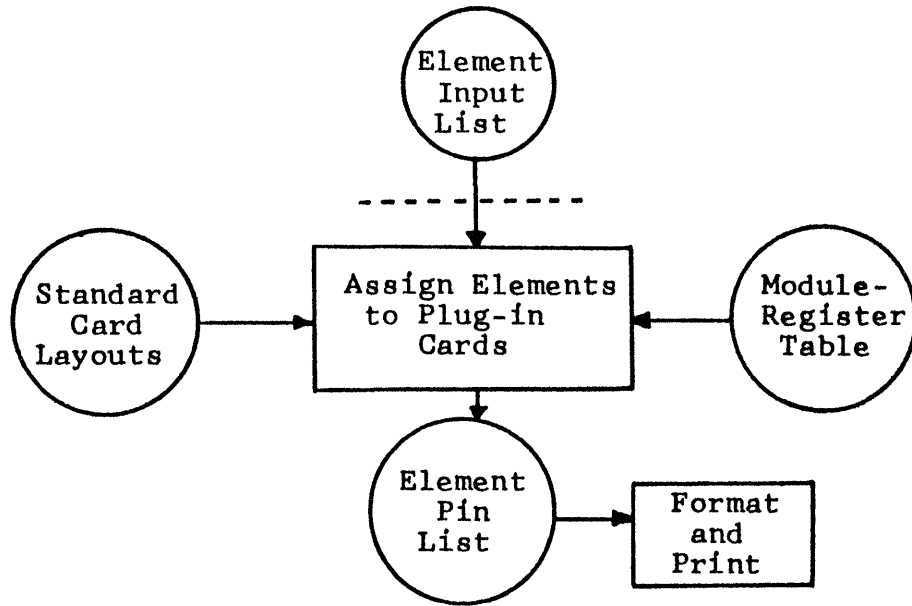 Element
Input
List
Standard
Card
Layouts
Assign Elements
to Plug-in
Cards
Module-
Register
Table
Element
Pin
List
Format
and
Print